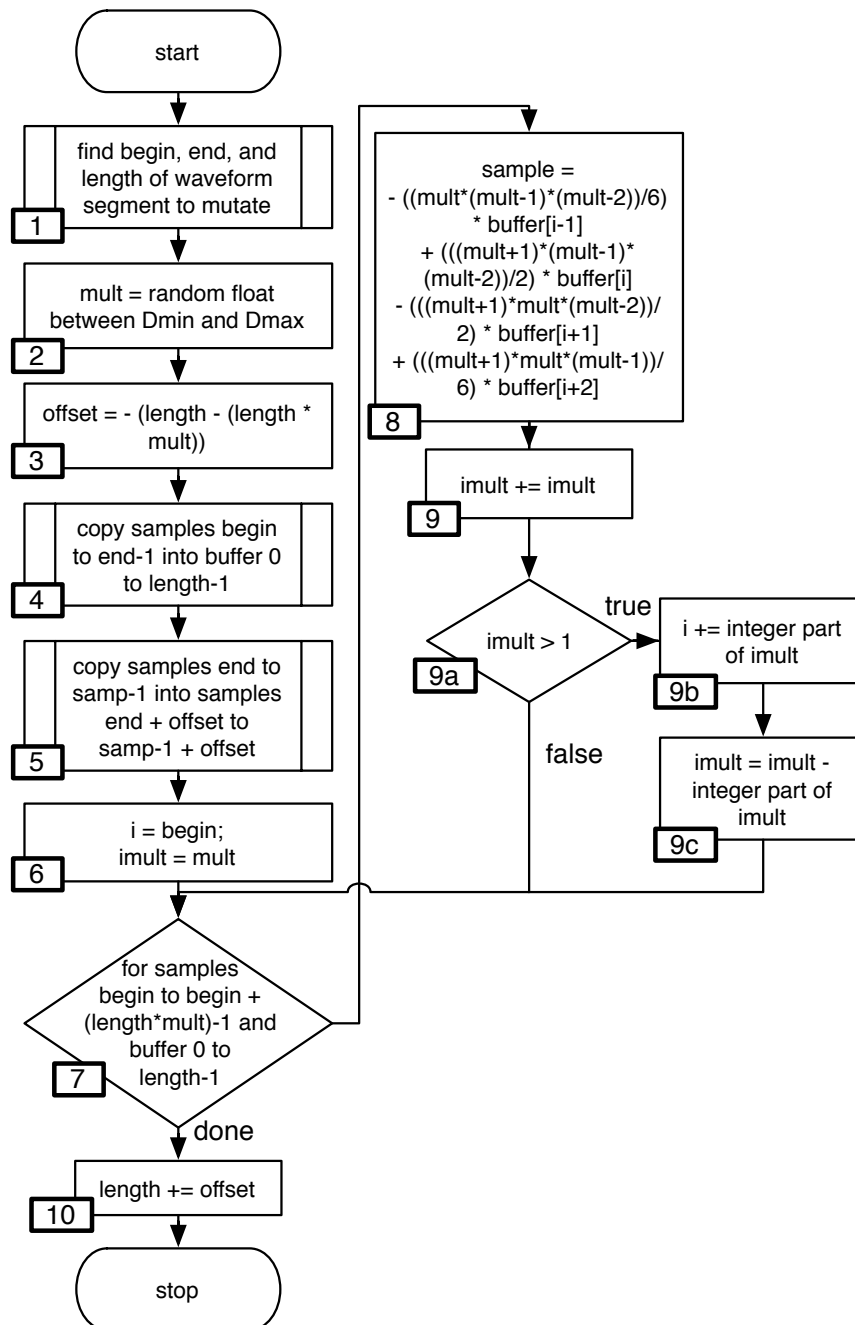 start
find begin, end, and
length of waveform
segment to mutate
1
mult = random float
between Dmin and Dmax
2
offset = - (length - (length *
mult))
3
copy samples begin
to end-1 into buffer 0
to length-1
4
copy samples end to
samp-1 into samples
end + offset to
samp-1 + offset
5
i = begin;
imult = mult
6
for samples
begin to begin +
(length*mult)-1 and
buffer 0 to
length-1
7
done
length += offset
10
stop
sample =
- ((mult*(mult-1)*(mult-2))/6)
* buffer[i-1]
+ (((mult+1)*(mult-1)*
(mult-2))/2) * buffer[i]
- (((mult+1)*mult*(mult-2))/
2) * buffer[i+1]
+ (((mult+1)*mult*(mult-1))/
6) * buffer[i+2]
8
imult += imult
9
imult > 1
9a
true
false
i += integer part
of imult
9b
imult = imult -
integer part of
imult
9c